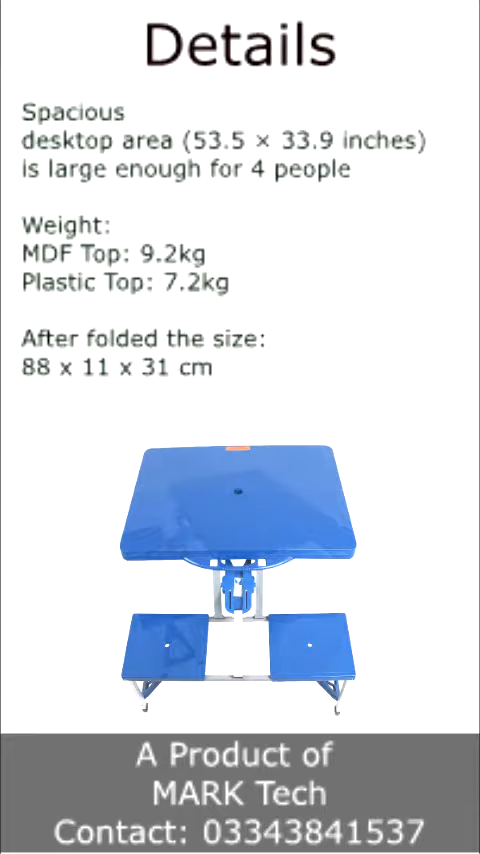 Details
Spacious
desktop area (53.5 × 33.9 inches)
is large enough for 4 people
Weight:
MDF Top: 9.2kg
Plastic Top: 7.2kg
After folded the size:
88 x 11 x 31 cm
A Product of
MARK Tech
Contact: 03343841537